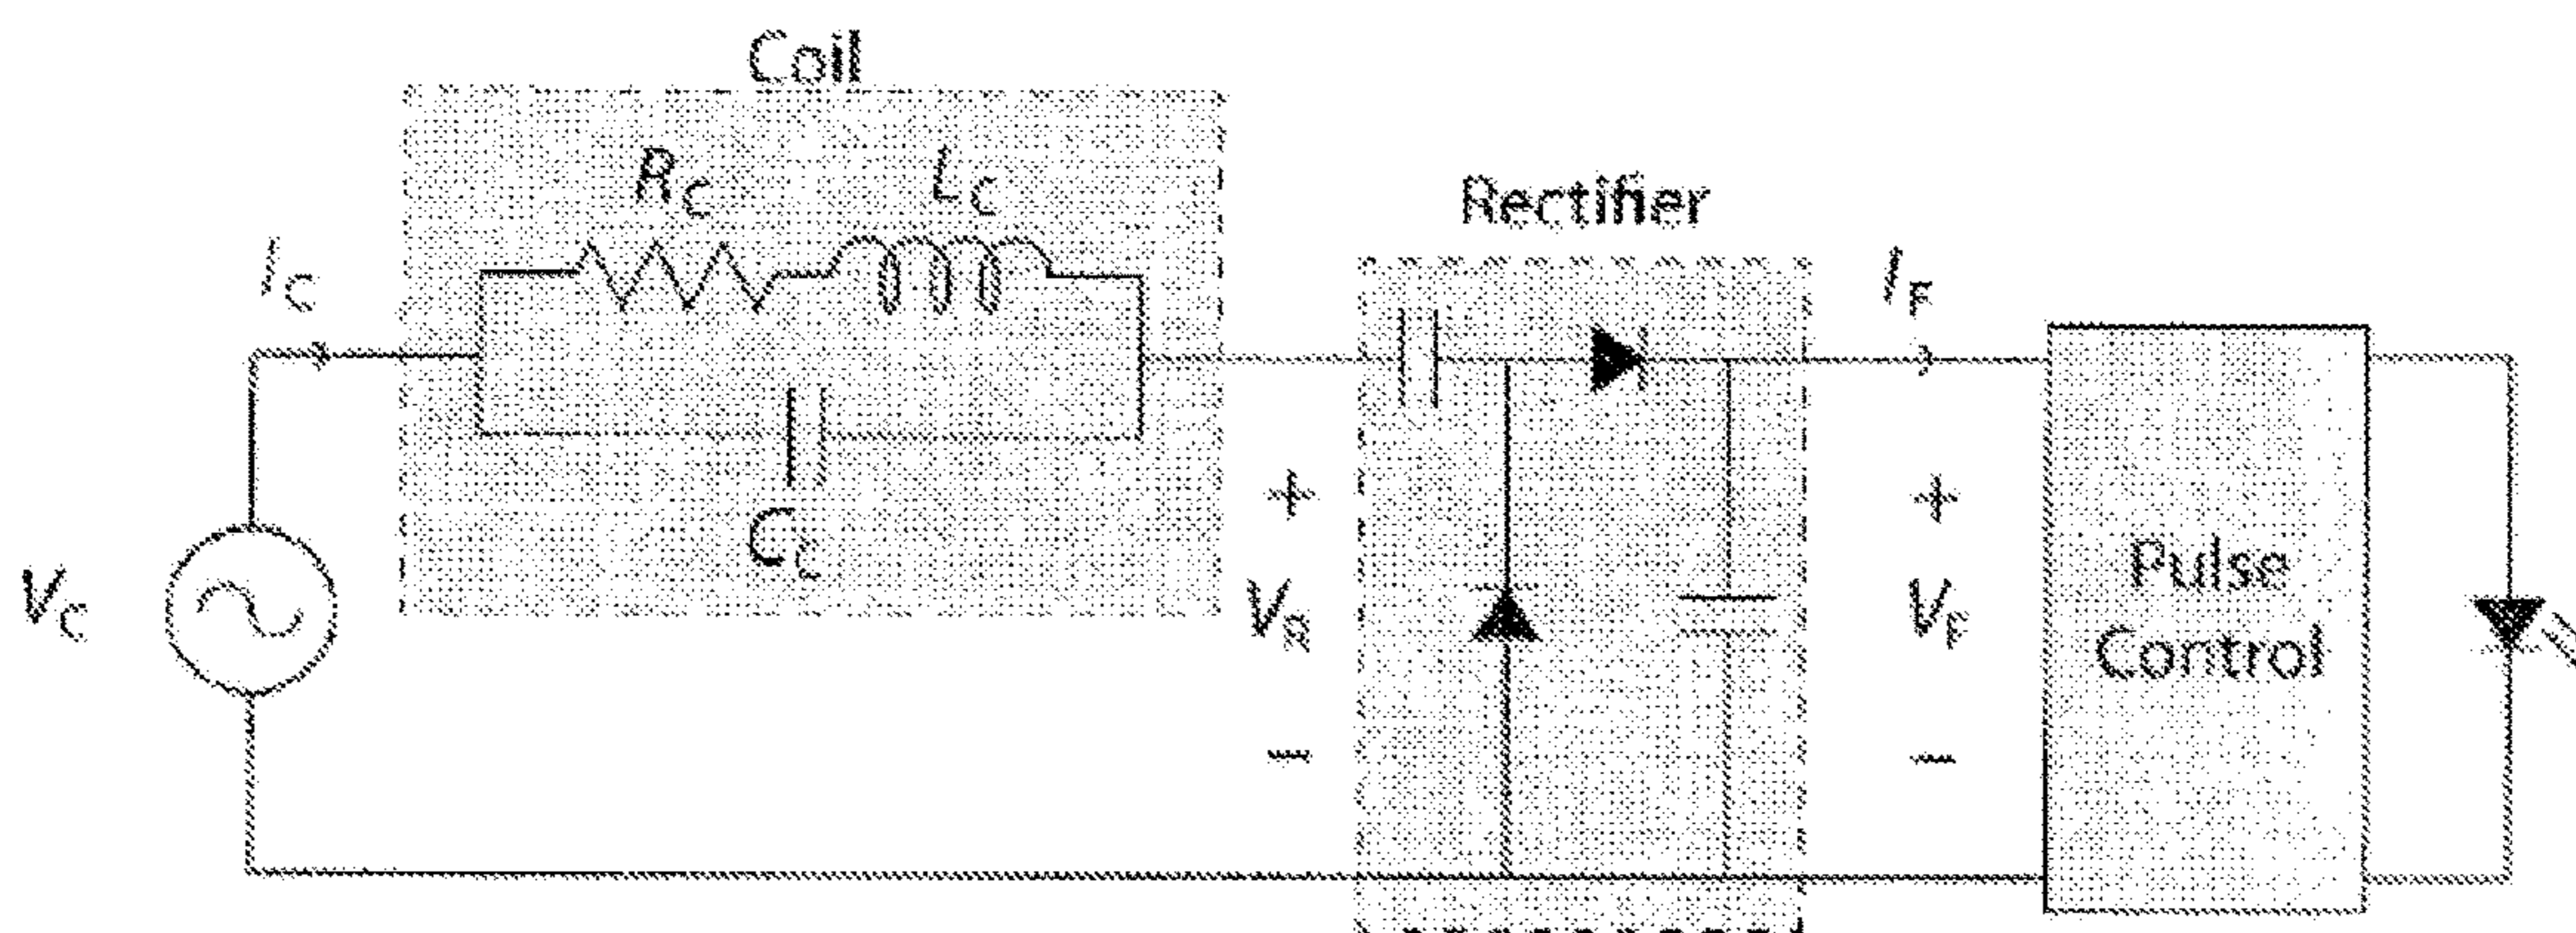 Coil
R_C
L_C
I_C
C_C
V_C
Rectifier
I_F
+
V_R
−
+
V_F
−
Pulse
Control